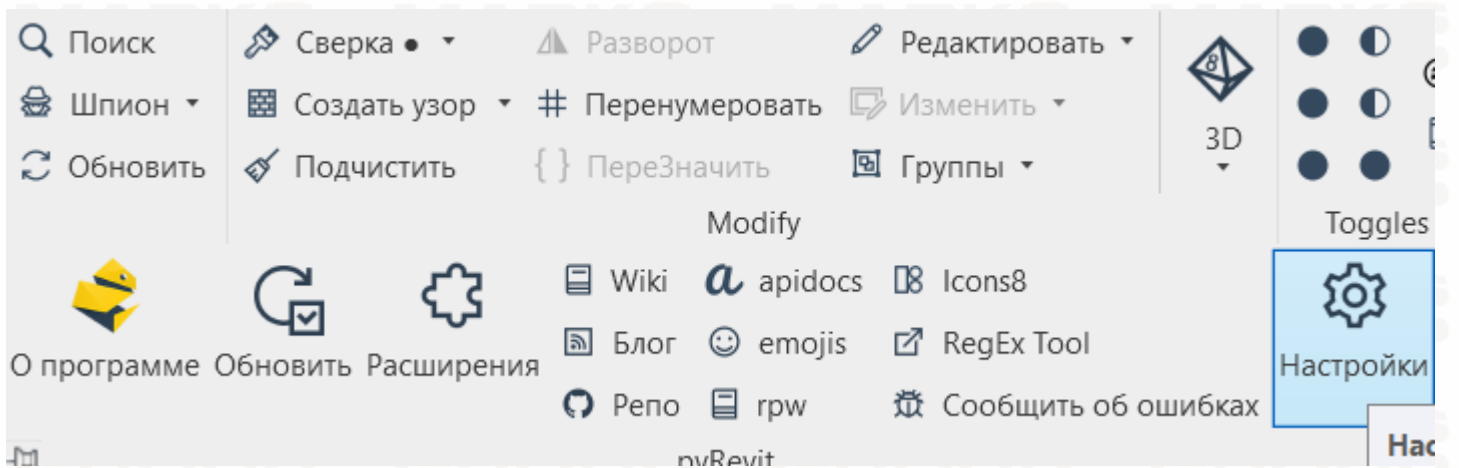 Поиск Сверка Разворот Редактировать
Шпион Создать узор Перенумеровать Изменить
3D
Обновить Подчистить { } ПереЗначить Группы
Modify Toggles
Wiki apidocs Icons8
О программе Обновить Расширения Блог emojis RegEx Tool Настройки
Репо rpw Сообщить об ошибках
pyRevit